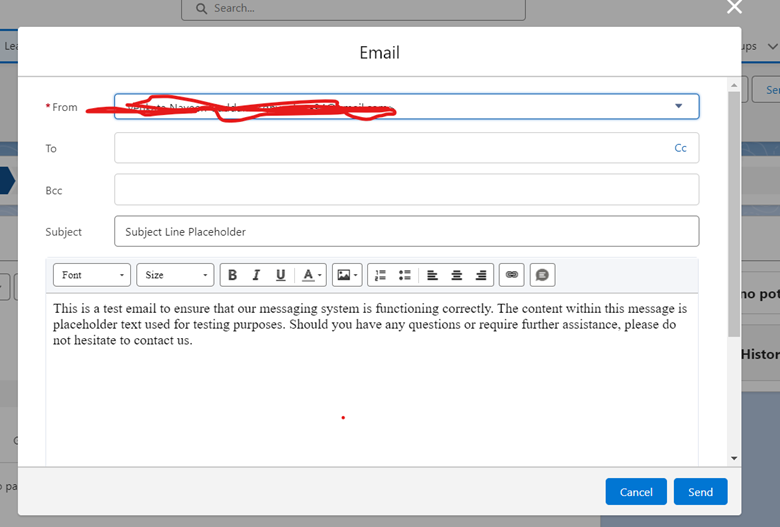 Search...
Lea
ups
Email
* From
To
Cc
Bcc
Subject
Subject Line Placeholder
Font
Size
B I U A
This is a test email to ensure that our messaging system is functioning correctly. The content within this message is
placeholder text used for testing purposes. Should you have any questions or require further assistance, please do
not hesitate to contact us.
no pot
Histor
Cancel
Send